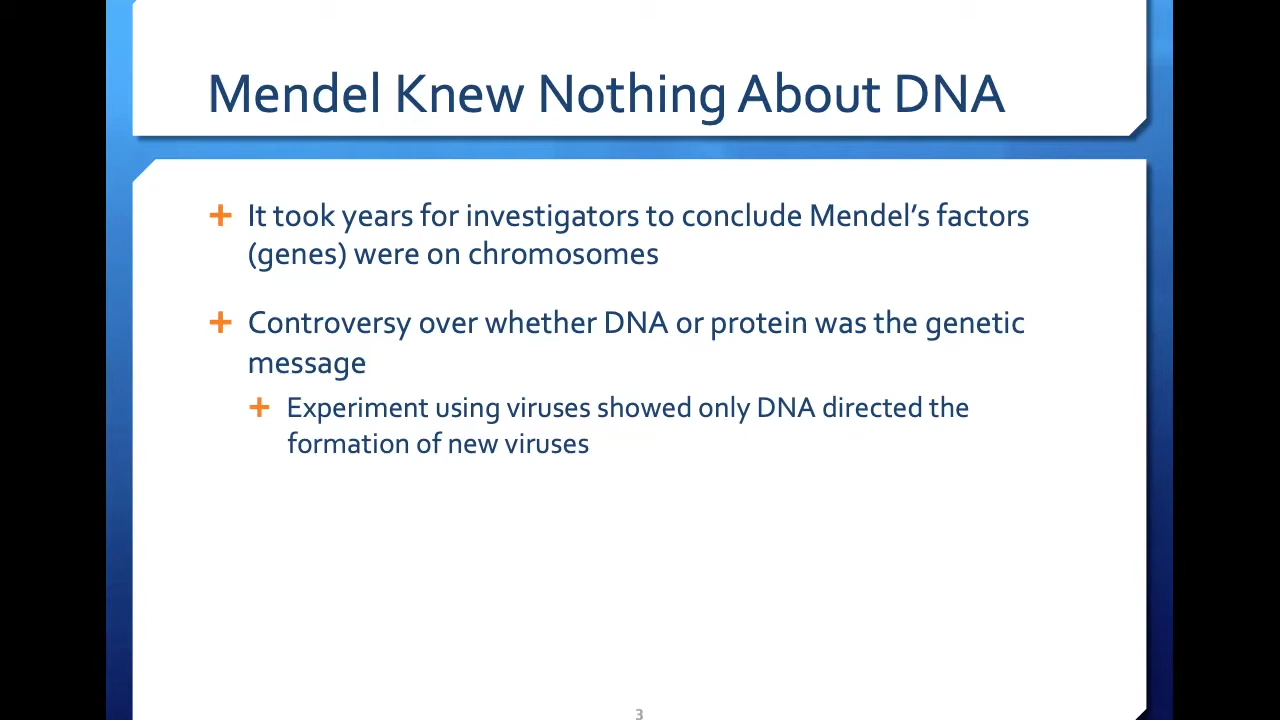 Mendel Knew Nothing About DNA
+ It took years for investigators to conclude Mendel’s factors
(genes) were on chromosomes
+ Controversy over whether DNA or protein was the genetic
message
+ Experiment using viruses showed only DNA directed the
formation of new viruses
3